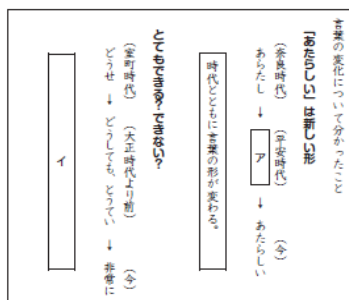 言葉の変化について分かったこと
「あたらしい」は新しい形
（奈良時代） （平安時代） （今）
あらたし → ア → あたらしい
時代とともに言葉の形が変わる。
とてもできる？できない？
（室町時代） （大正時代より前） （今）
どうせ → どうしても、とうてい → 非常に
イ